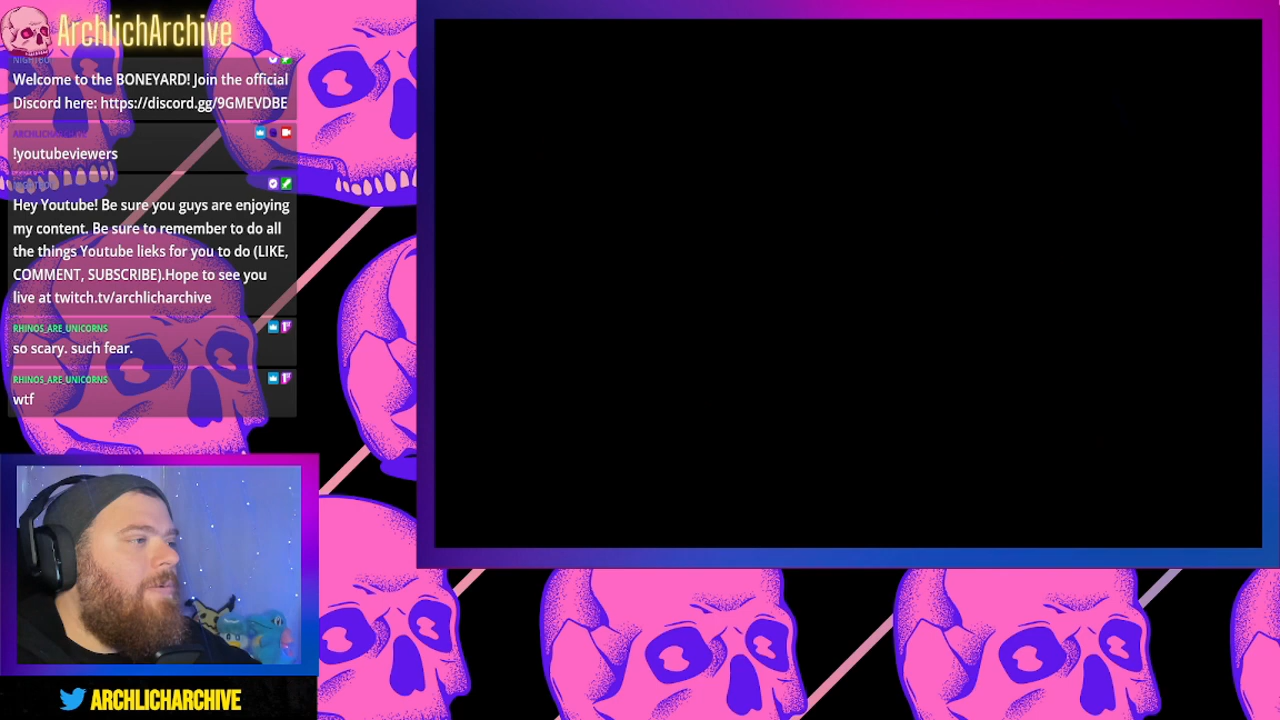 ArchlichArchive
Welcome to the BONEYARD! Join the official
Discord here: https://discord.gg/9GMEVDBE
!youtubeviewers
Hey Youtube! Be sure you guys are enjoying
my content. Be sure to remember to do all
the things Youtube lieks for you to do (LIKE,
COMMENT, SUBSCRIBE).Hope to see you
live at twitch.tv/archlicharchive
RHINOS_ARE_UNICORNS
so scary. such fear.
RHINOS_ARE_UNICORNS
wtf
ARCHLICHARCHIVE